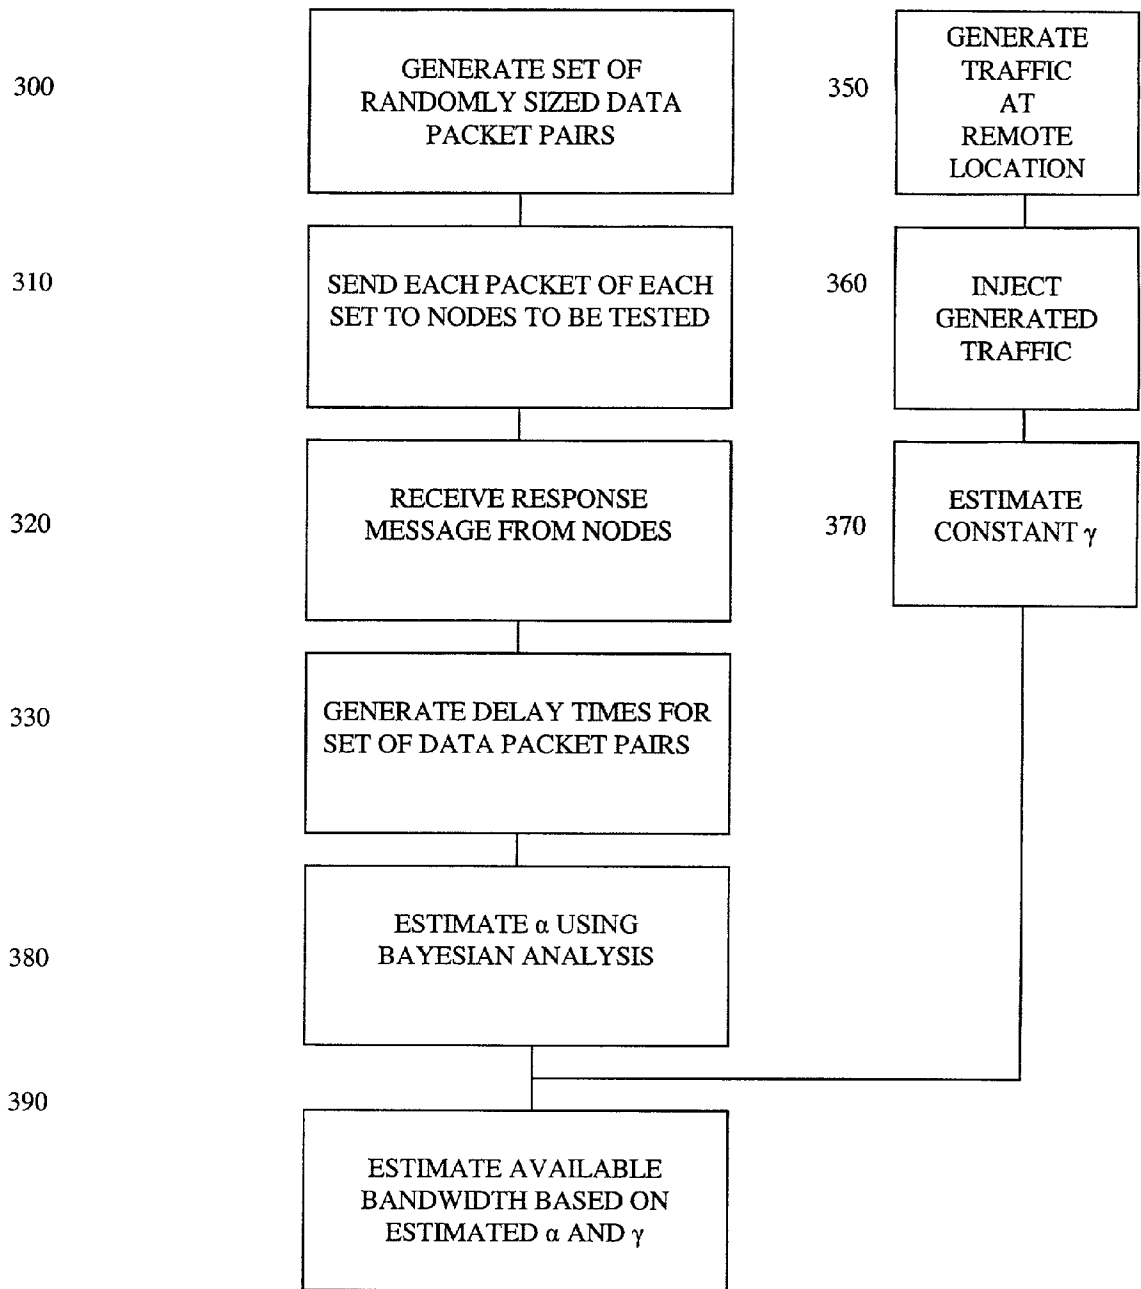 300
GENERATE SET OF
RANDOMLY SIZED DATA
PACKET PAIRS
310
SEND EACH PACKET OF EACH
SET TO NODES TO BE TESTED
320
RECEIVE RESPONSE
MESSAGE FROM NODES
330
GENERATE DELAY TIMES FOR
SET OF DATA PACKET PAIRS
380
ESTIMATE α USING
BAYESIAN ANALYSIS
350
GENERATE
TRAFFIC
AT
REMOTE
LOCATION
360
INJECT
GENERATED
TRAFFIC
370
ESTIMATE
CONSTANT γ
390
ESTIMATE AVAILABLE
BANDWIDTH BASED ON
ESTIMATED α AND γ